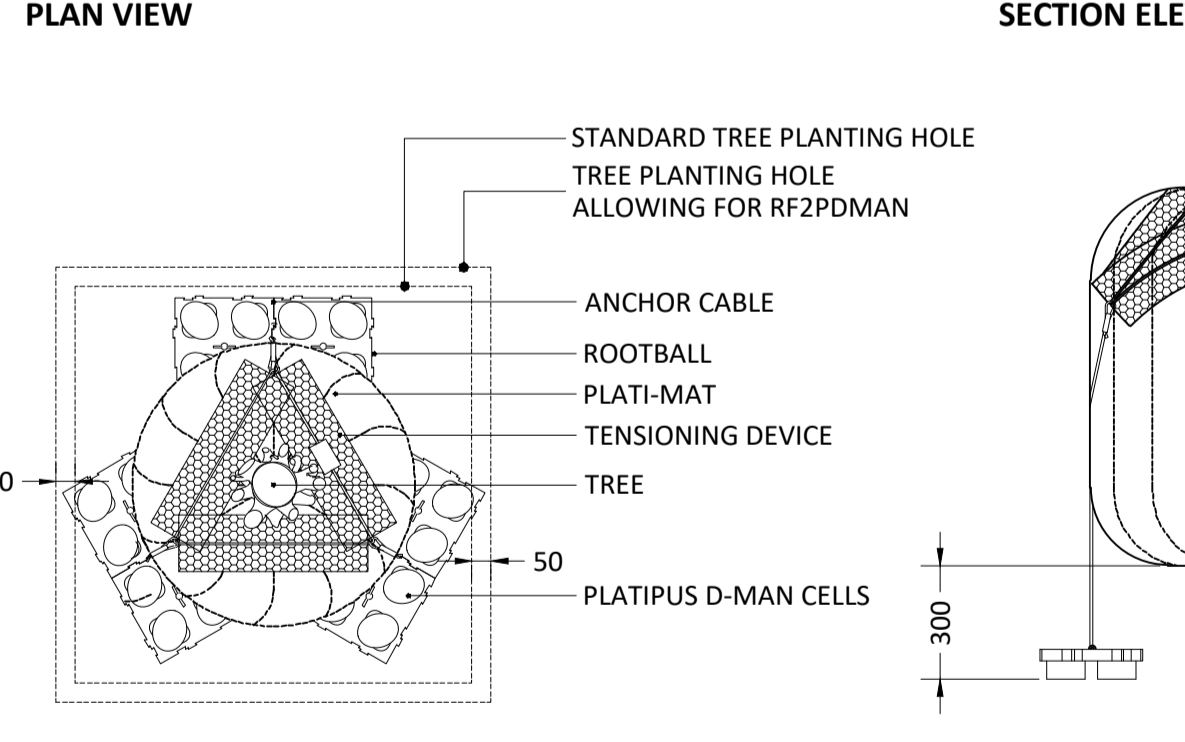 PLAN VIEW
SECTION ELE
STANDARD TREE PLANTING HOLE
TREE PLANTING HOLE
ALLOWING FOR RF2PDMAN
ANCHOR CABLE
ROOTBALL
PLATI-MAT
TENSIONING DEVICE
TREE
0
50
PLATIPUS D-MAN CELLS
300